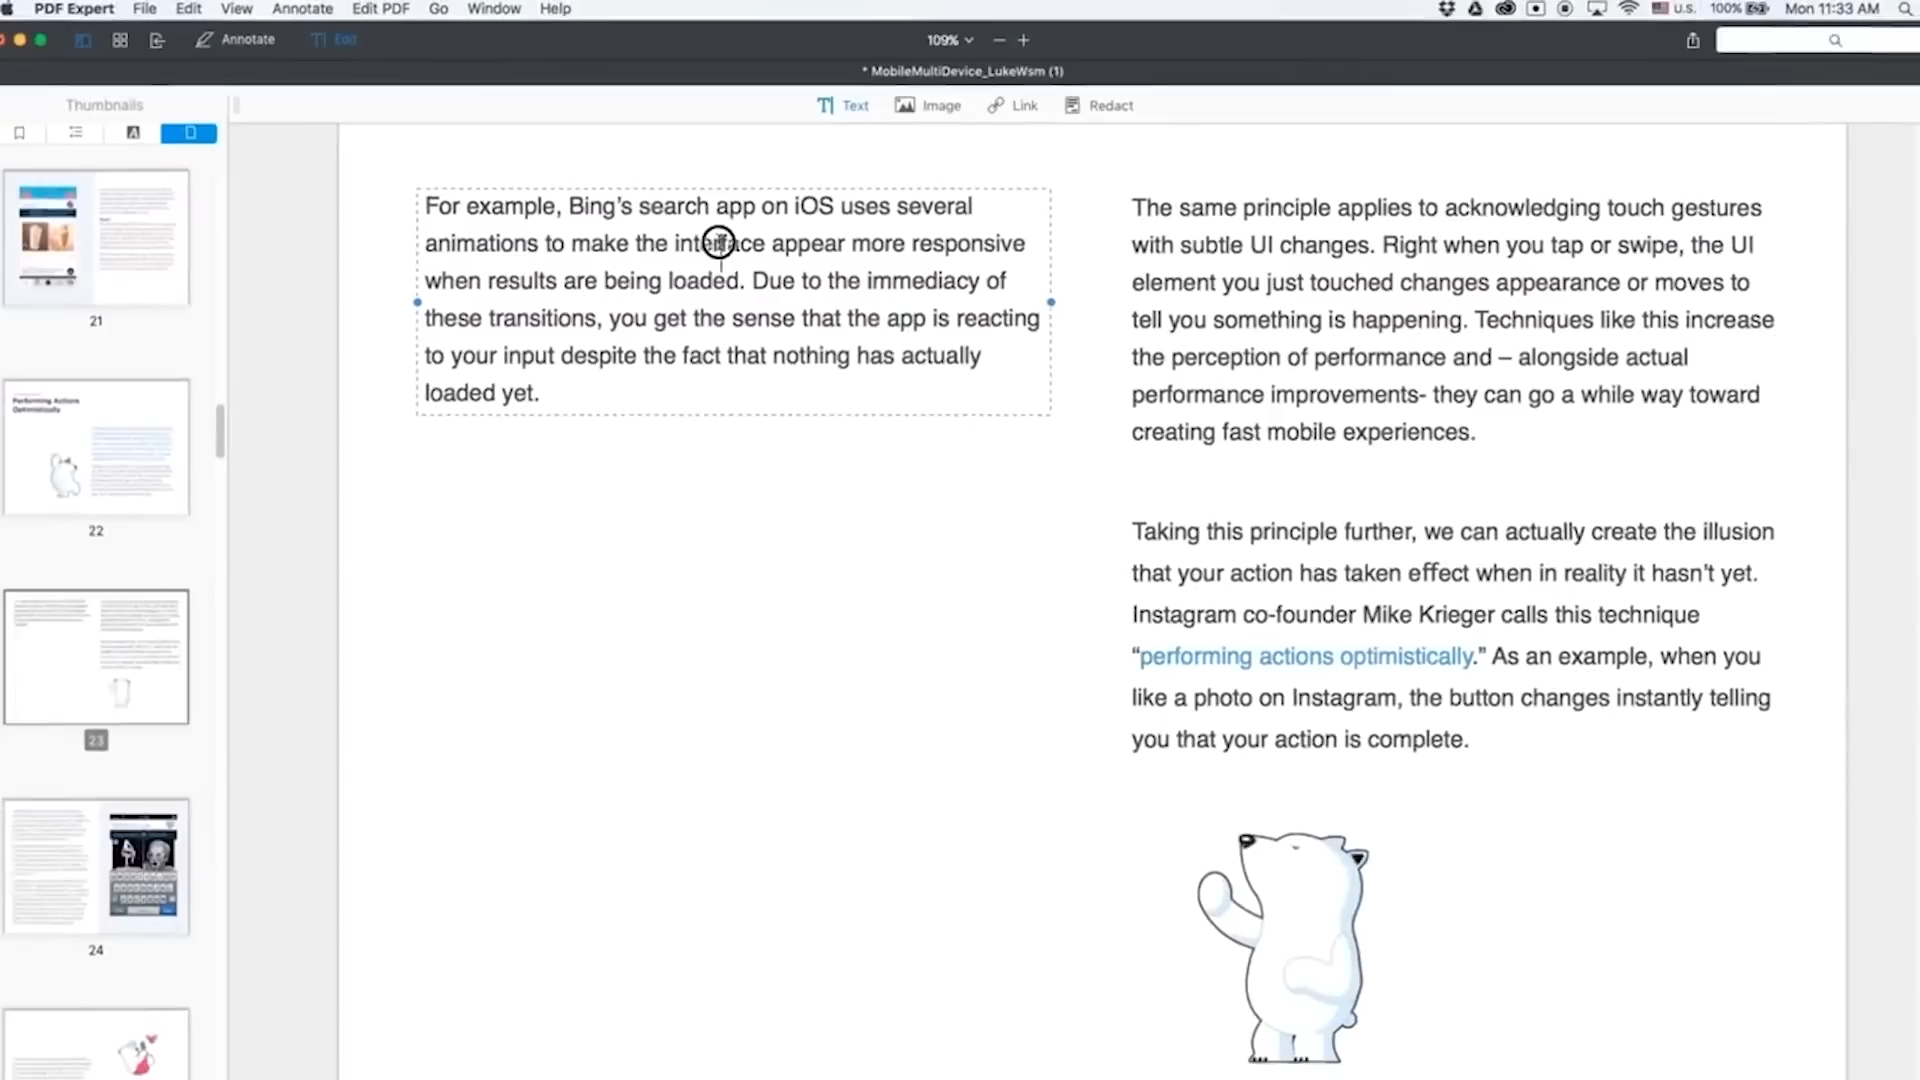 PDF Expert File Edit View Annotate Edit PDF Go Window Help U.S. 100% Mon 11:33 AM
Annotate Edit 109%
* MobileMultiDevice_LukeWsm (1)
Thumbnails
Text Image Link Redact
21
Performing Actions
Optimistically
22
23
24
For example, Bing’s search app on iOS uses several
animations to make the interface appear more responsive
when results are being loaded. Due to the immediacy of
these transitions, you get the sense that the app is reacting
to your input despite the fact that nothing has actually
loaded yet.
The same principle applies to acknowledging touch gestures
with subtle UI changes. Right when you tap or swipe, the UI
element you just touched changes appearance or moves to
tell you something is happening. Techniques like this increase
the perception of performance and – alongside actual
performance improvements- they can go a while way toward
creating fast mobile experiences.
Taking this principle further, we can actually create the illusion
that your action has taken effect when in reality it hasn’t yet.
Instagram co-founder Mike Krieger calls this technique
“performing actions optimistically.” As an example, when you
like a photo on Instagram, the button changes instantly telling
you that your action is complete.